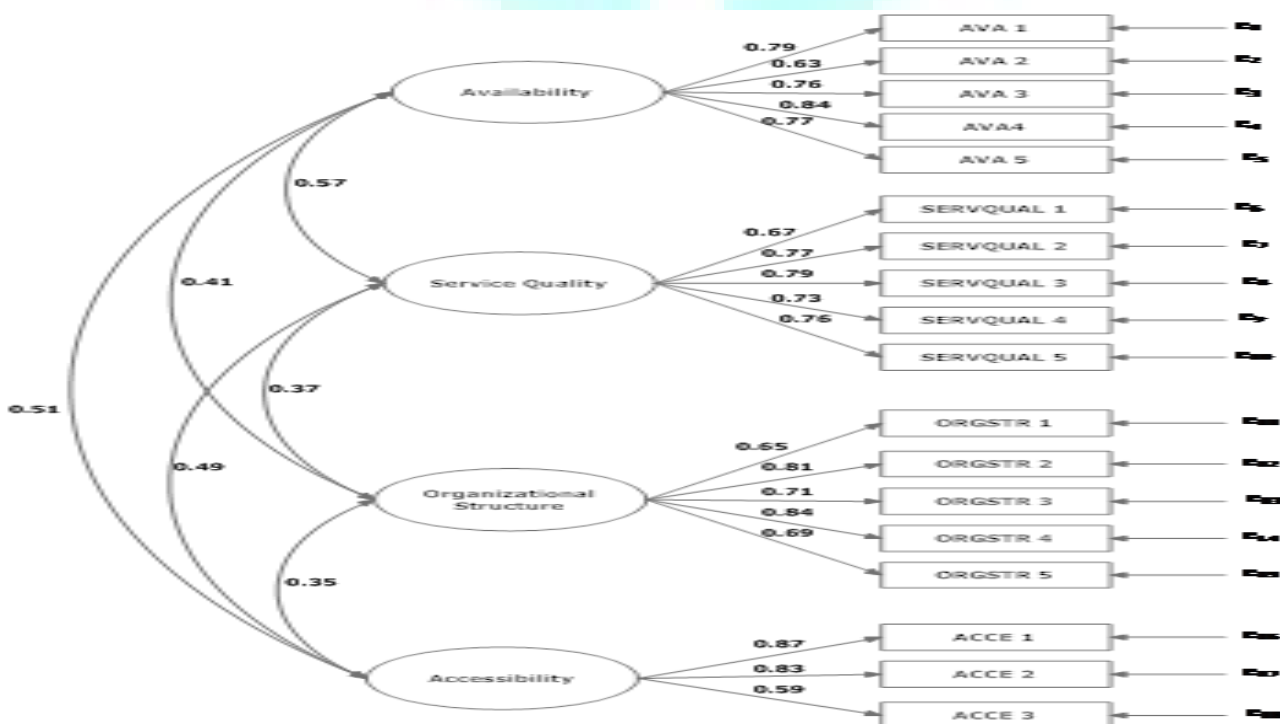 AVA 1
0.79
AVA 2
0.63
0.76
AVA 3
Availability
0.84
AVA4
0.77
AVA 5
0.57
SERVQUAL 1
0.67
SERVQUAL 2
0.77
0.79
SERVQUAL 3
0.41
Service Quality
0.73
SERVQUAL 4
0.76
SERVQUAL 5
0.37
0.51
ORGSTR 1
0.65
0.49
0.81
ORGSTR 2
0.71
Organizational
Structure
ORGSTR 3
0.84
ORGSTR 4
0.69
ORGSTR 5
0.35
ACCE 1
0.87
0.83
ACCE 2
Accessibility
0.59
ACCE 3